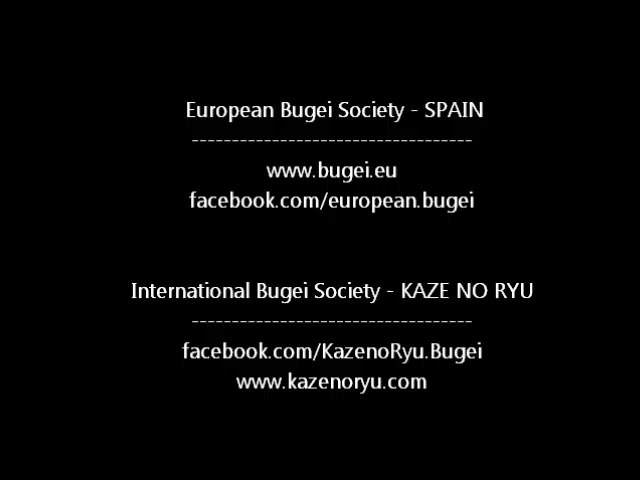 European Bugei Society - SPAIN
-----------------------------------
www.bugei.eu
facebook.com/european.bugei
International Bugei Society - KAZE NO RYU
-----------------------------------
facebook.com/KazenoRyu.Bugei
www.kazenoryu.com